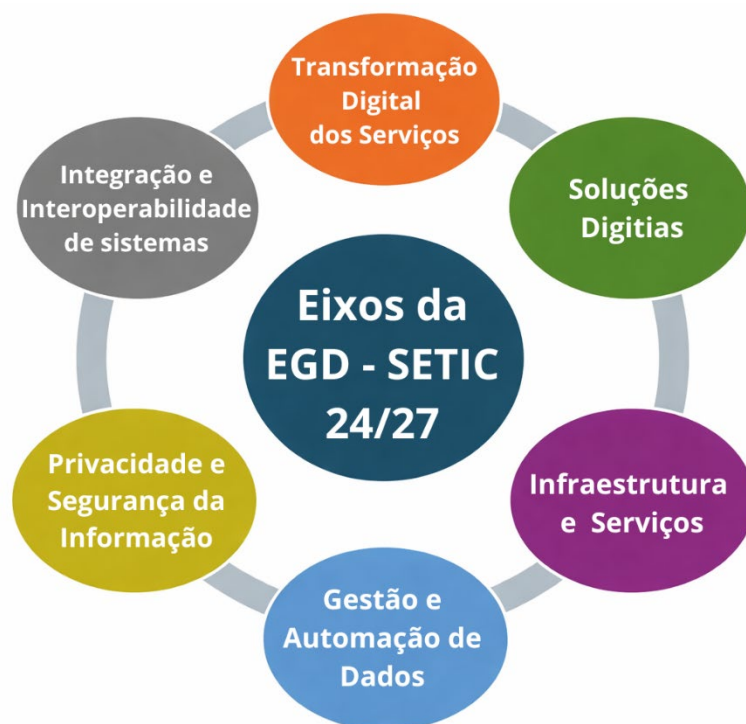 Transformação
Digital
dos Serviços
Soluções
Digitias
Infraestrutura
e Serviços
Gestão e
Automação de
Dados
Privacidade e
Segurança da
Informação
Integração e
Interoperabilidade
de sistemas
Eixos da
EGD - SETIC
24/27